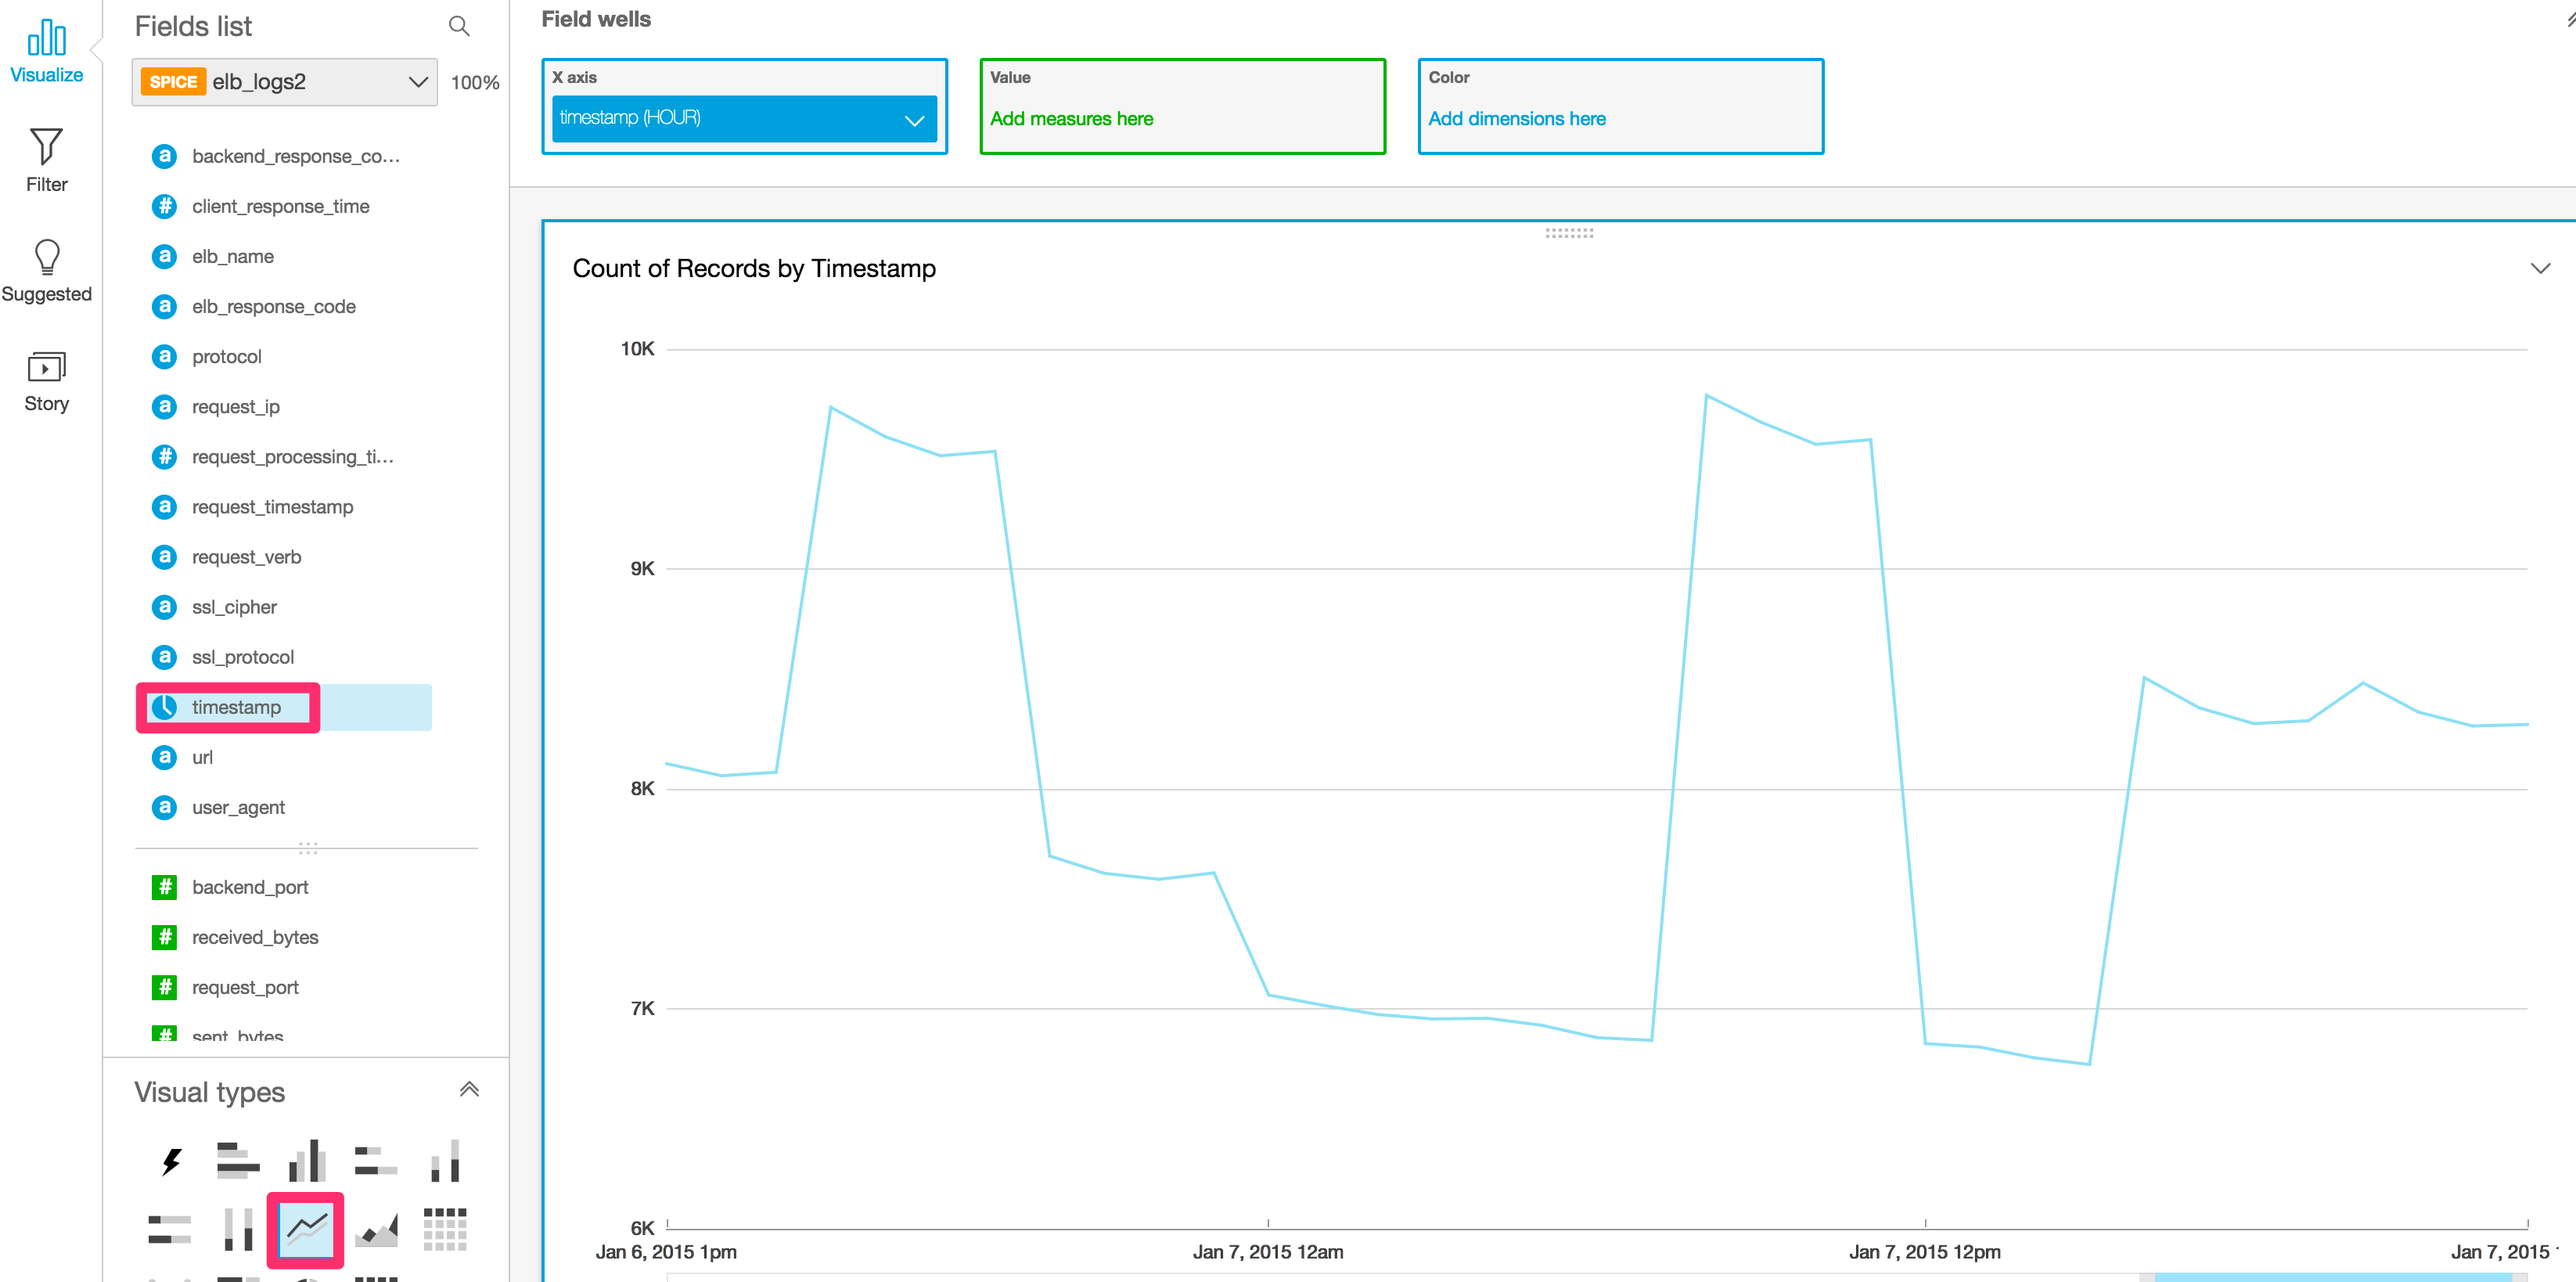 Visualize
Filter
Suggested
Story
Fields list
SPICE elb_logs2 100%
a backend_response_co...
# client_response_time
a elb_name
a elb_response_code
a protocol
a request_ip
# request_processing_ti...
a request_timestamp
a request_verb
a ssl_cipher
a ssl_protocol
timestamp
a url
a user_agent
# backend_port
# received_bytes
# request_port
# sent_bytes
Visual types
Field wells
X axis
timestamp (HOUR)
Value
Add measures here
Color
Add dimensions here
Count of Records by Timestamp
10K
9K
8K
7K
6K
Jan 6, 2015 1pm
Jan 7, 2015 12am
Jan 7, 2015 12pm
Jan 7, 2015